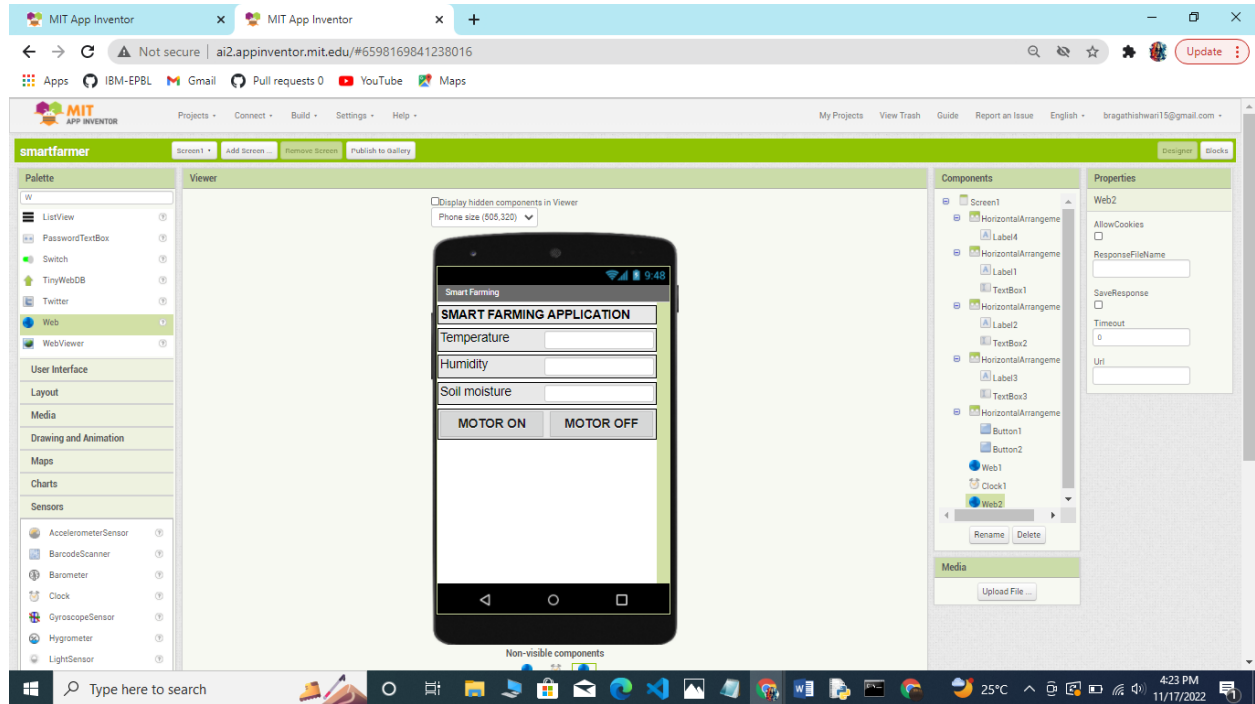 MIT App Inventor
MIT App Inventor
Not secure | ai2.appinventor.mit.edu/#6598169841238016
Update
Apps IBM-EPBL Gmail Pull requests 0 YouTube Maps
MIT
APP INVENTOR
Projects Connect Build Settings Help
My Projects View Trash Guide Report an Issue English bragathishwari15@gmail.com
smartfarmer
Screen1 Add Screen ... Remove Screen Publish to Gallery
Designer Blocks
Palette
W
ListView
PasswordTextBox
Switch
TinyWebDB
Twitter
Web
WebViewer
User Interface
Layout
Media
Drawing and Animation
Maps
Charts
Sensors
AccelerometerSensor
BarcodeScanner
Barometer
Clock
GyroscopeSensor
Hygrometer
LightSensor
Viewer
Display hidden components in Viewer
Phone size (505,320)
9:48
Smart Farming
SMART FARMING APPLICATION
Temperature
Humidity
Soil moisture
MOTOR ON MOTOR OFF
Non-visible components
Components
Screen1
HorizontalArrangeme
Label4
HorizontalArrangeme
Label1
TextBox1
HorizontalArrangeme
Label2
TextBox2
HorizontalArrangeme
Label3
TextBox3
HorizontalArrangeme
Button1
Button2
Web1
Clock1
Web2
Rename Delete
Media
Upload File ...
Properties
Web2
AllowCookies
ResponseFileName
SaveResponse
Timeout
0
Url
Type here to search
25°C
4:23 PM
11/17/2022
1